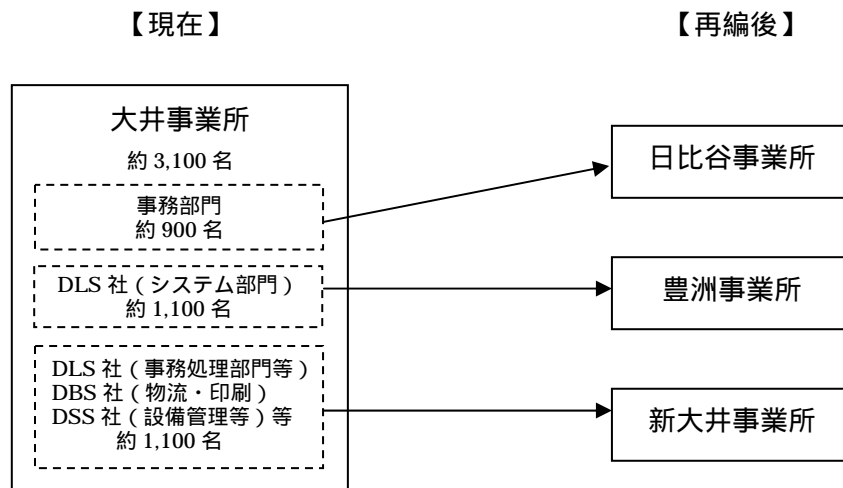 【現在】
【再編後】
大井事業所
約 3,100 名
事務部門
約 900 名
DLS 社（システム部門）
約 1,100 名
DLS 社（事務処理部門等）
DBS 社（物流・印刷）
DSS 社（設備管理等）等
約 1,100 名
日比谷事業所
豊洲事業所
新大井事業所